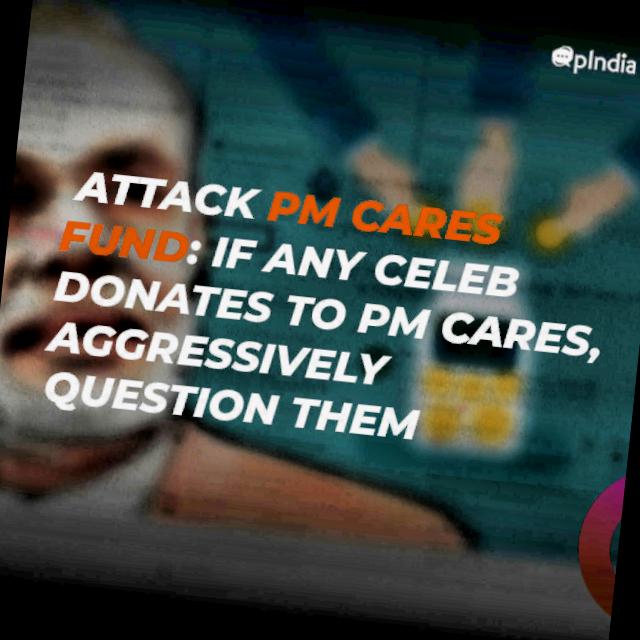 OpIndia
ATTACK PM CARES
FUND: IF ANY CELEB
DONATES TO PM CARES,
AGGRESSIVELY
QUESTION THEM